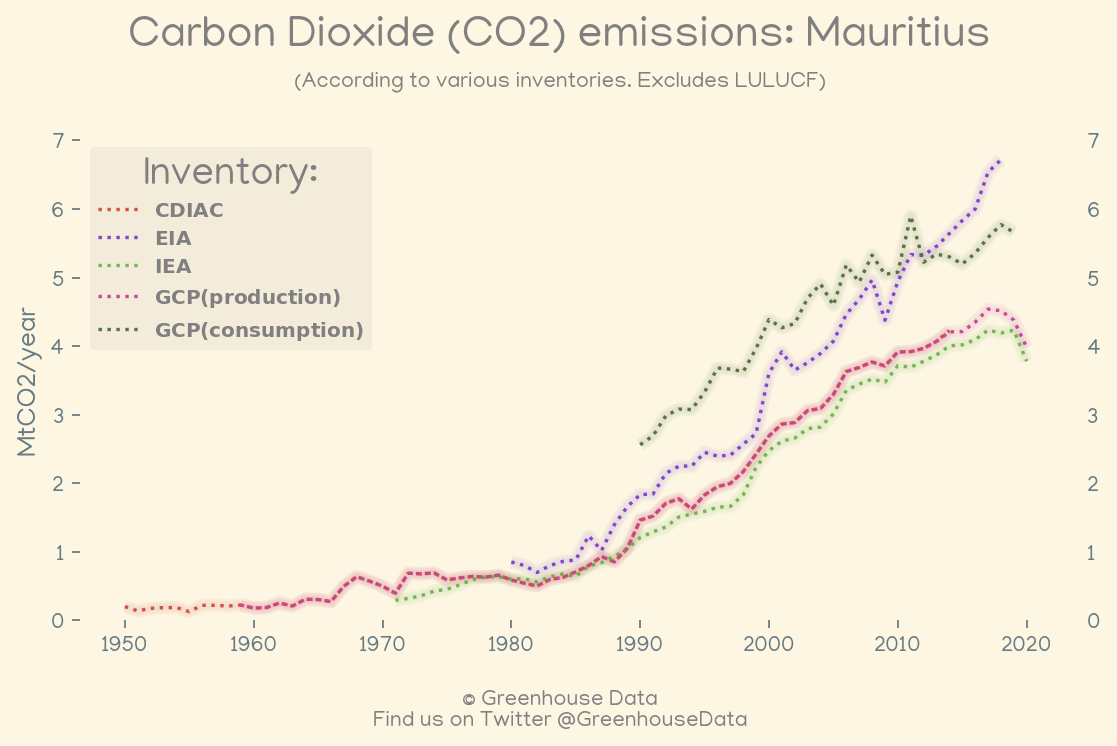 Carbon Dioxide (CO2) emissions: Mauritius
(According to various inventories. Excludes LULUCF)
Inventory:
CDIAC
EIA
IEA
GCP(production)
GCP(consumption)
MtCO2/year
7
6
5
4
3
2
1
0
7
6
5
4
3
2
1
0
1950 1960 1970 1980 1990 2000 2010 2020
© Greenhouse Data
Find us on Twitter @GreenhouseData